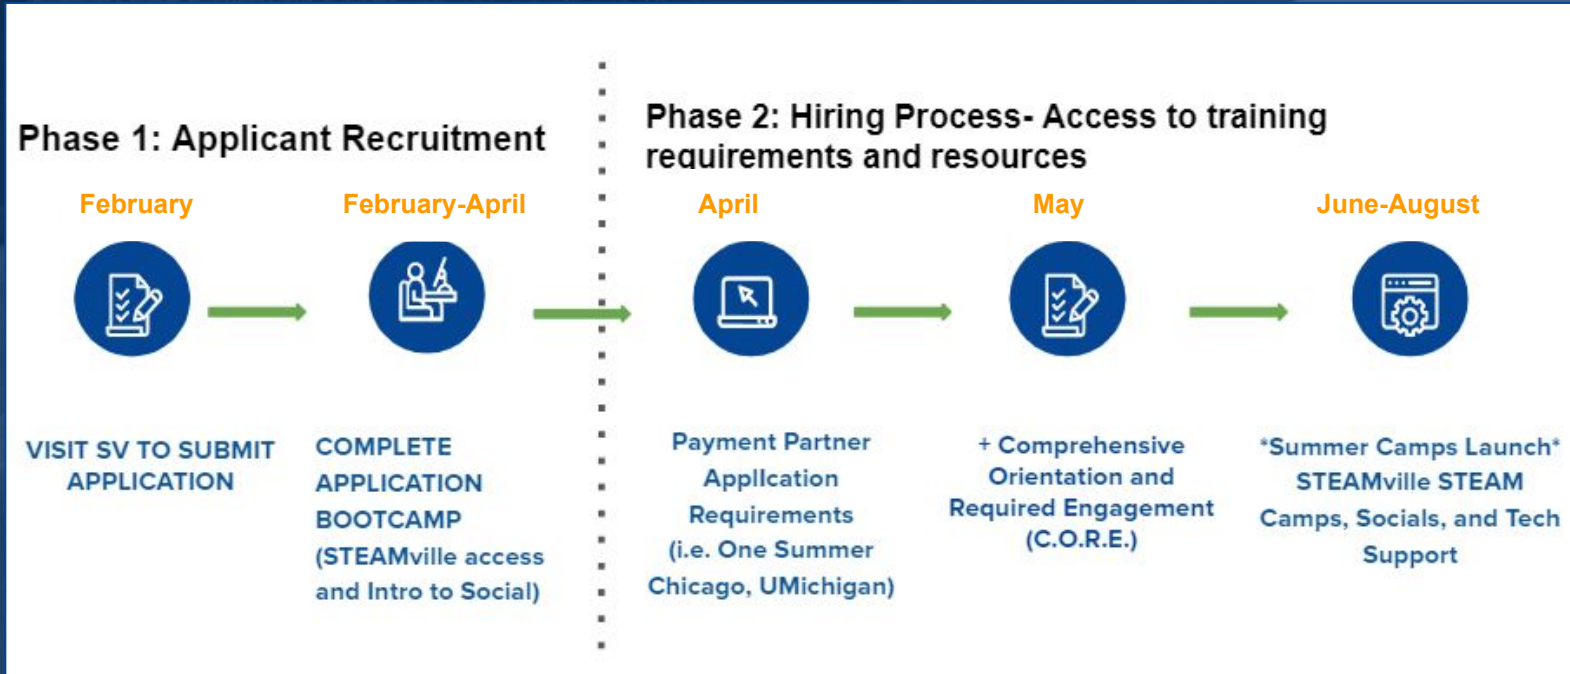 Phase 1: Applicant Recruitment
Phase 2: Hiring Process- Access to training
requirements and resources
February
February-April
April
May
June-August
VISIT SV TO SUBMIT
APPLICATION
COMPLETE
APPLICATION
BOOTCAMP
(STEAMville access
and Intro to Social)
Payment Partner
Application
Requirements
(i.e. One Summer
Chicago, UMichigan)
+ Comprehensive
Orientation and
Required Engagement
(C.O.R.E.)
*Summer Camps Launch*
STEAMville STEAM
Camps, Socials, and Tech
Support